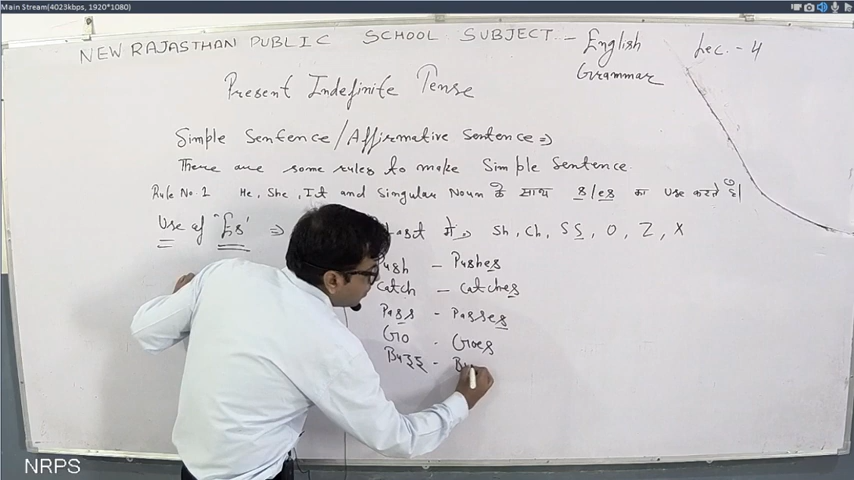 Main Stream(4023kbps, 1920*1080)
NEW RAJASTHAN PUBLIC SCHOOL SUBJECT - English Grammar Lec. - 4
Present Indefinite Tense
Simple Sentence/Affirmative Sentence ⇒
There are some rules to make Simple Sentence
Rule No 1 He, She, It and Singular Noun के साथ s/es का use करते है।
Use of "Es" ⇒ Last में Sh, Ch, SS, O, Z, X
Push - Pushes
Catch - Catches
Pass - Passes
Go - Goes
Buzz - Bu
NRPS